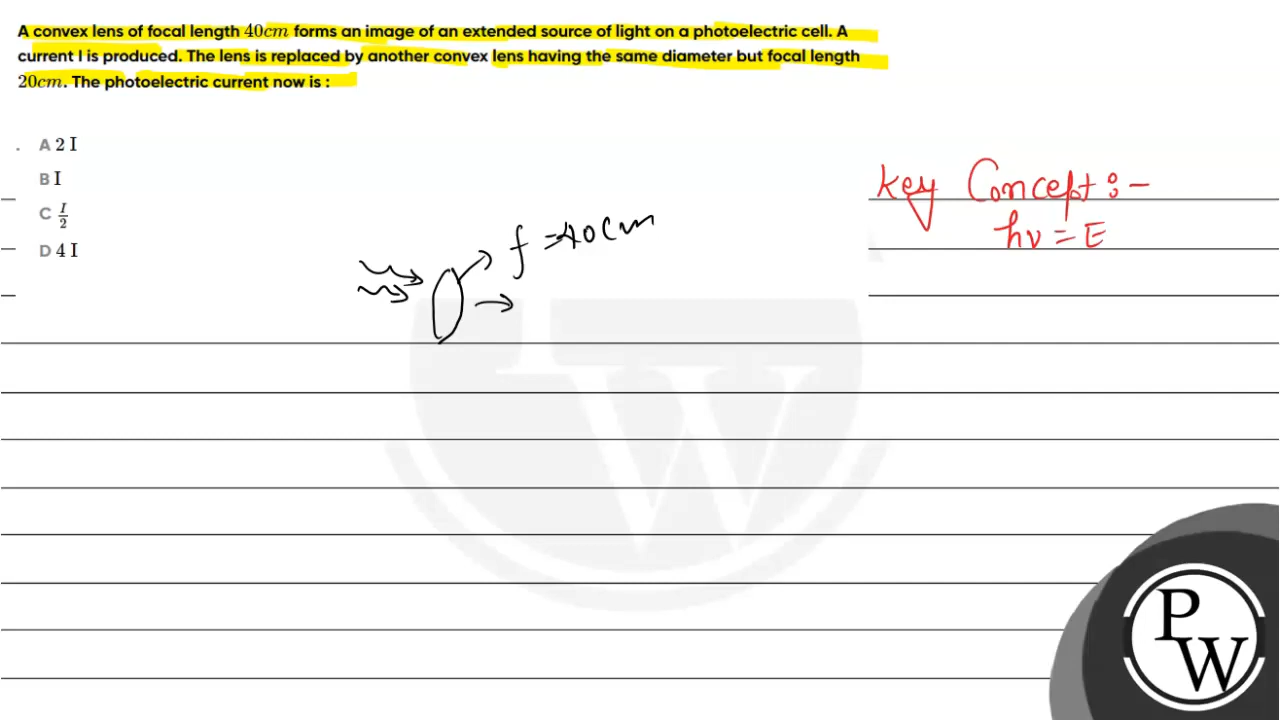 A convex lens of focal length 40cm forms an image of an extended source of light on a photoelectric cell. A
current I is produced. The lens is replaced by another convex lens having the same diameter but focal length
20cm. The photoelectric current now is :
. A 2 I
B I
C I/2
D 4 I
Key Concept :-
hν = E
f = 40cm
PW
P
W